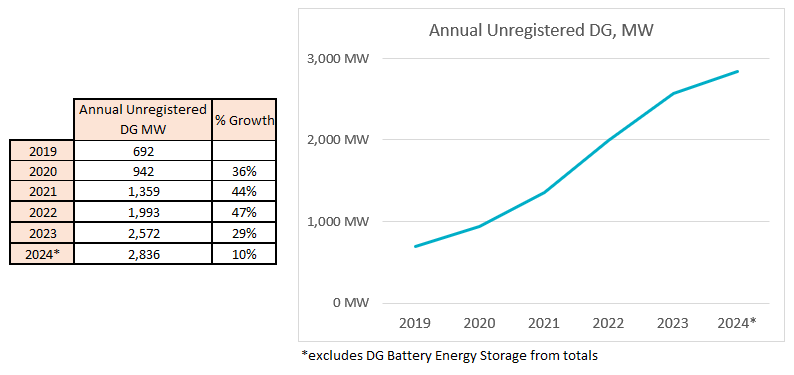 Annual Unregistered
DG MW
% Growth
2019 692
2020 942 36%
2021 1,359 44%
2022 1,993 47%
2023 2,572 29%
2024* 2,836 10%
Annual Unregistered DG, MW
3,000 MW
2,000 MW
1,000 MW
0 MW
2019 2020 2021 2022 2023 2024*
*excludes DG Battery Energy Storage from totals